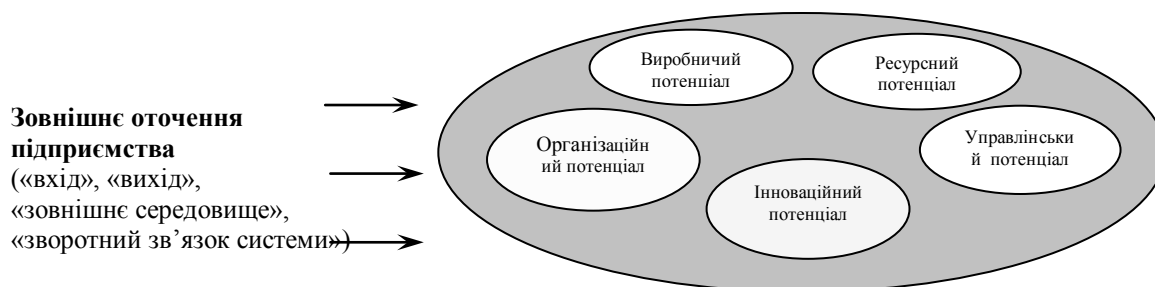 Зовнішнє оточення
підприємства
(«вхід», «вихід»,
«зовнішнє середовище»,
«зворотний зв’язок системи»)
Виробничий
потенціал
Ресурсний
потенціал
Організаційн
ий потенціал
Управлінськи
й потенціал
Інноваційний
потенціал